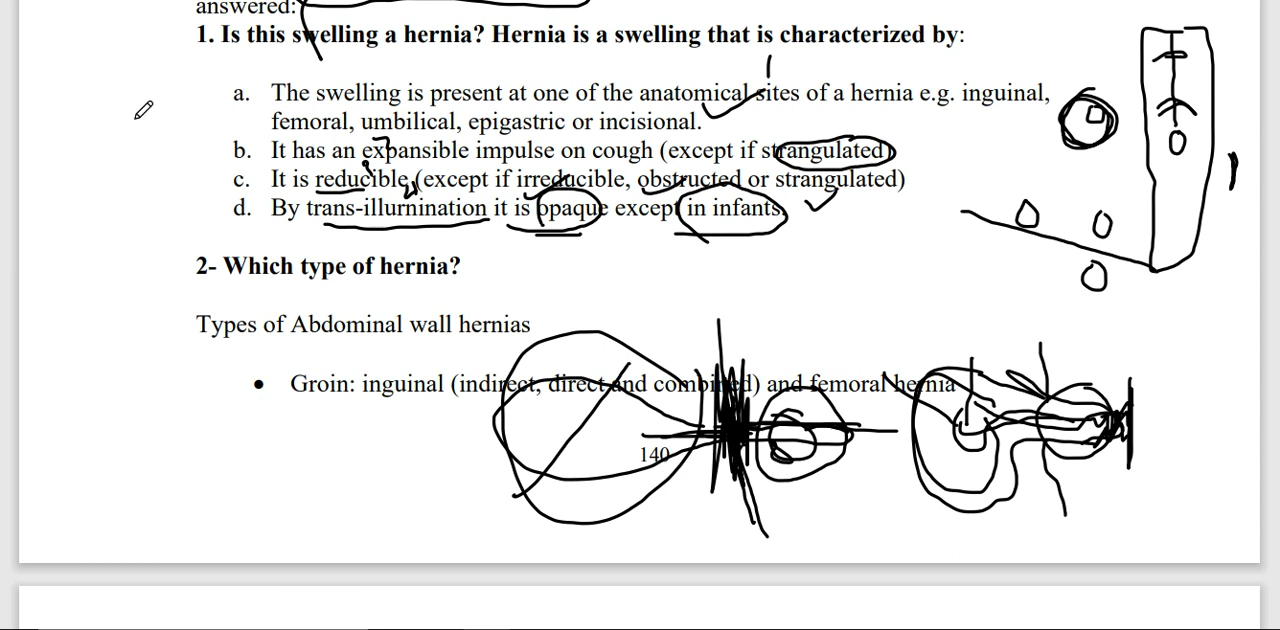 answered:
1. Is this swelling a hernia? Hernia is a swelling that is characterized by:
a. The swelling is present at one of the anatomical sites of a hernia e.g. inguinal,
femoral, umbilical, epigastric or incisional.
b. It has an expansible impulse on cough (except if strangulated)
c. It is reducible (except if irreducible, obstructed or strangulated)
d. By trans-illurnination it is opaque except in infants.
2- Which type of hernia?
Types of Abdominal wall hernias
• Groin: inguinal (indirect, direct and combined) and femoral hernia
140